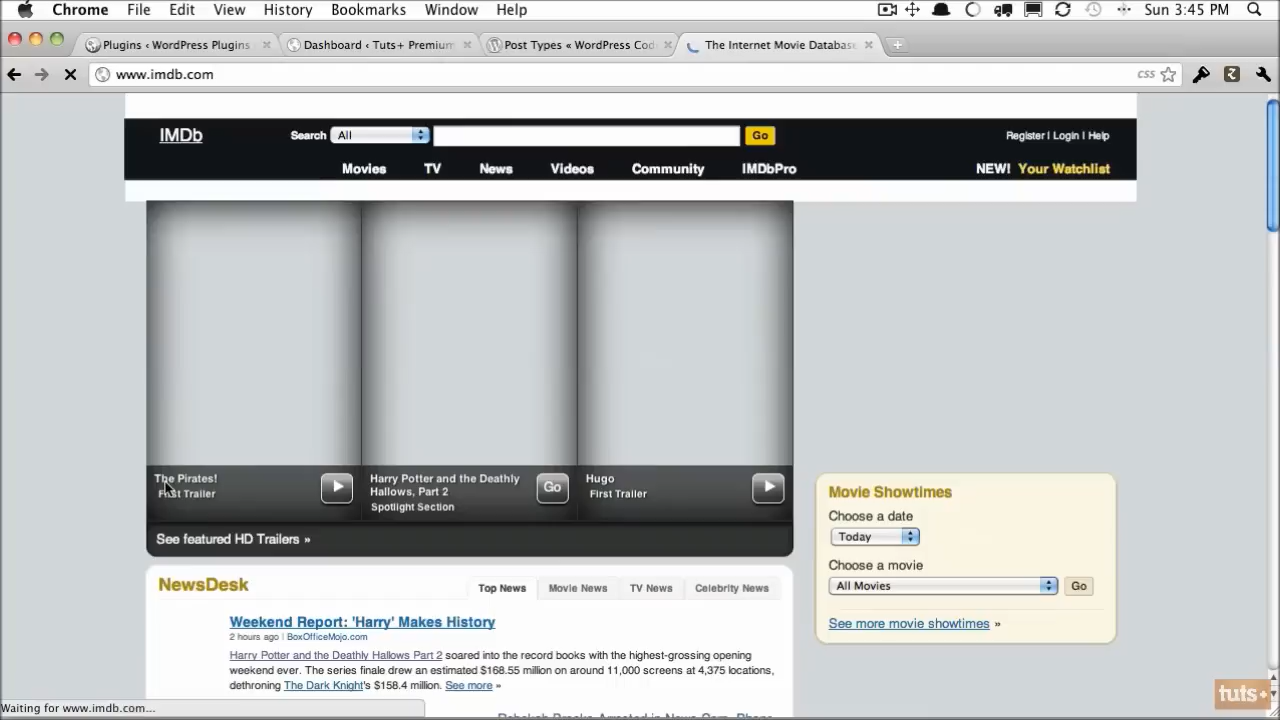 Chrome File Edit View History Bookmarks Window Help Sun 3:45 PM
Plugins ‹ WordPress Plugins Dashboard ‹ Tuts+ Premium Post Types « WordPress Cod The Internet Movie Database
www.imdb.com css
IMDb Search All Go Register | Login | Help
Movies TV News Videos Community IMDbPro NEW! Your Watchlist
The Pirates!
First Trailer
Harry Potter and the Deathly
Hallows, Part 2
Spotlight Section
Go
Hugo
First Trailer
See featured HD Trailers »
Movie Showtimes
Choose a date
Today
Choose a movie
All Movies Go
See more movie showtimes »
NewsDesk Top News Movie News TV News Celebrity News
Weekend Report: 'Harry' Makes History
2 hours ago | BoxOfficeMojo.com
Harry Potter and the Deathly Hallows Part 2 soared into the record books with the highest-grossing opening
weekend ever. The series finale drew an estimated $168.55 million on around 11,000 screens at 4,375 locations,
dethroning The Dark Knight's $158.4 million. See more »
Waiting for www.imdb.com...
tuts+